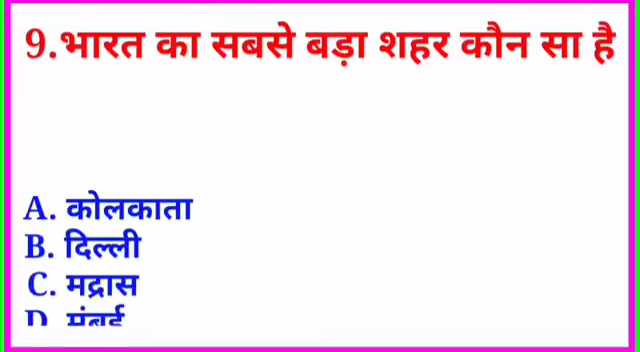 9.भारत का सबसे बड़ा शहर कौन सा है
A. कोलकाता
B. दिल्ली
C. मद्रास
D मुंबई